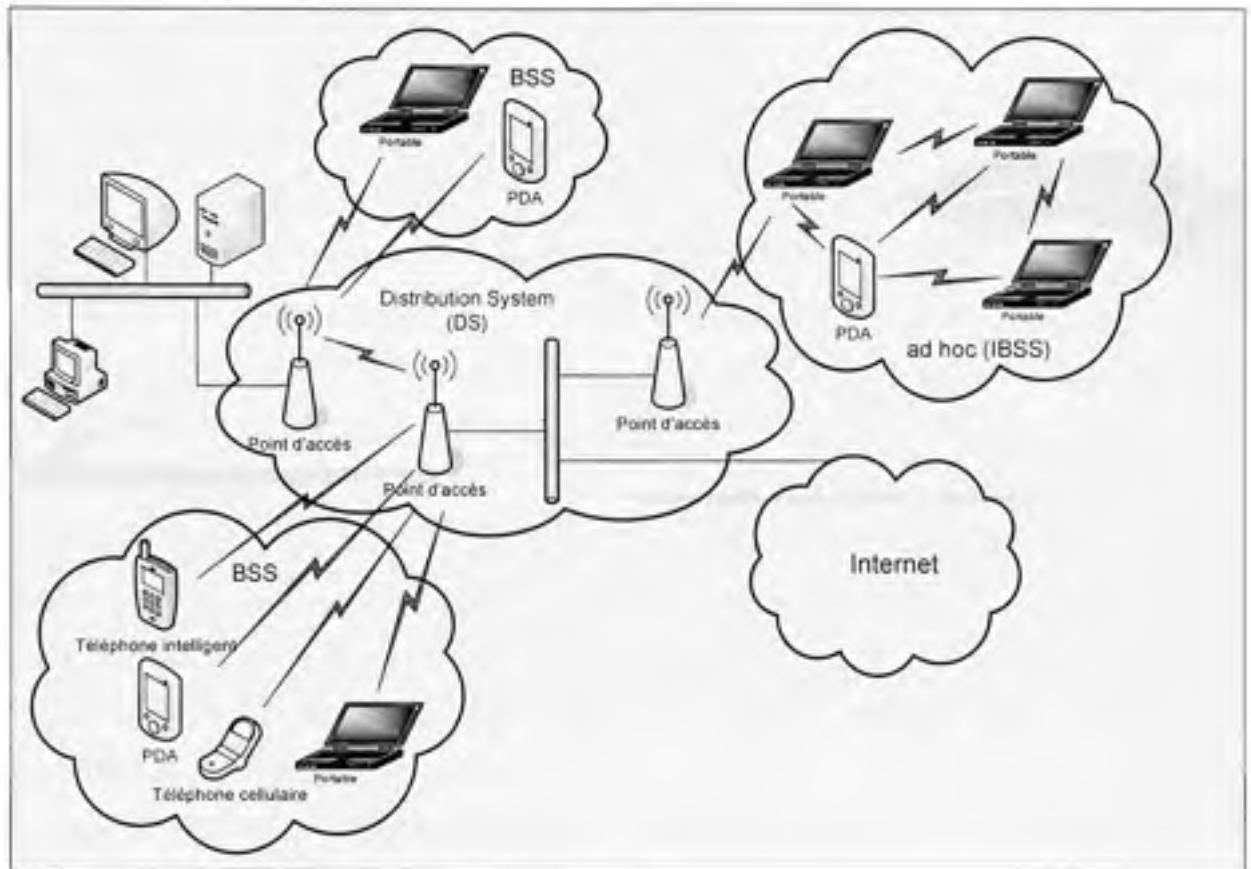 BSS
Portable
PDA
Portable
Portable
Portable
PDA
ad hoc (IBSS)
Distribution System
(DS)
Point d'accès
Point d'accès
Point d'accès
Internet
BSS
Téléphone intelligent
PDA
Téléphone cellulaire
Portable